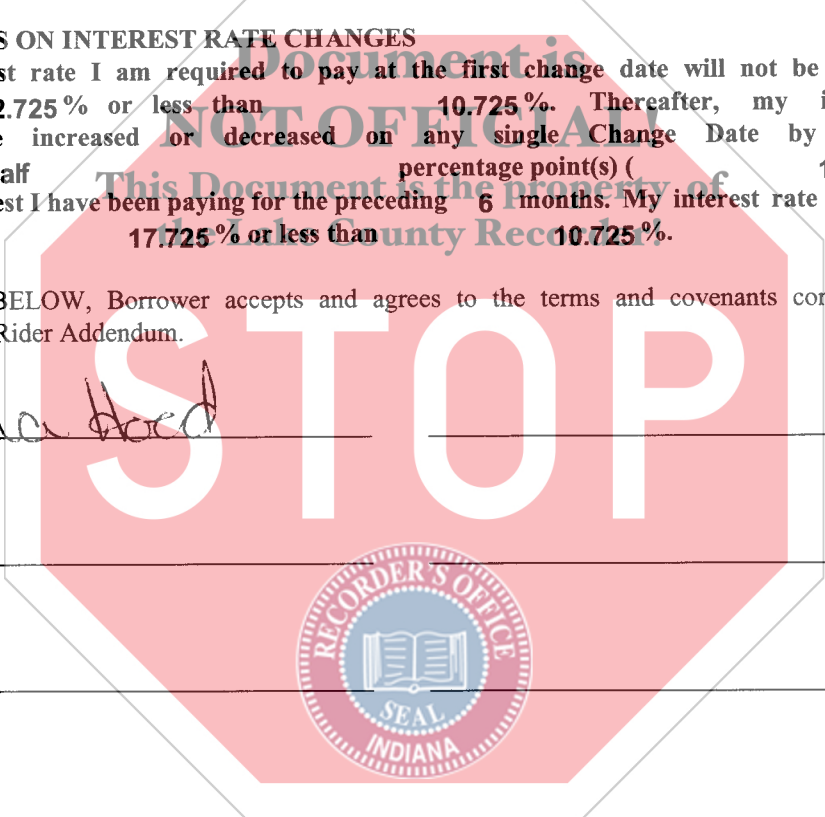 S ON INTEREST RATE CHANGES
Document is
st rate I am required to pay at the first change date will not be
2.725 % or less than 10.725 %. Thereafter, my i
NOT OFFICIAL!
e increased or decreased on any single Change Date by
alf percentage point(s) ( 1
This Document is the property of
est I have been paying for the preceding 6 months. My interest rate
the Lake County Recorder!
17.725 % or less than 10.725 %.
BELOW, Borrower accepts and agrees to the terms and covenants con
Rider Addendum.
STOP
a Hood
RECORDER'S OFFICE
SEAL
INDIANA